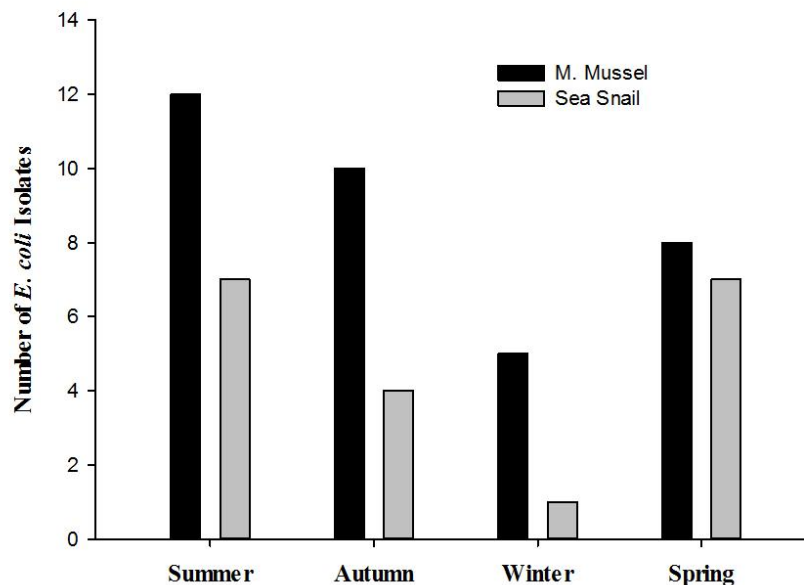 Number of E. coli Isolates
14
12
10
8
6
4
2
0
M. Mussel
Sea Snail
Summer Autumn Winter Spring